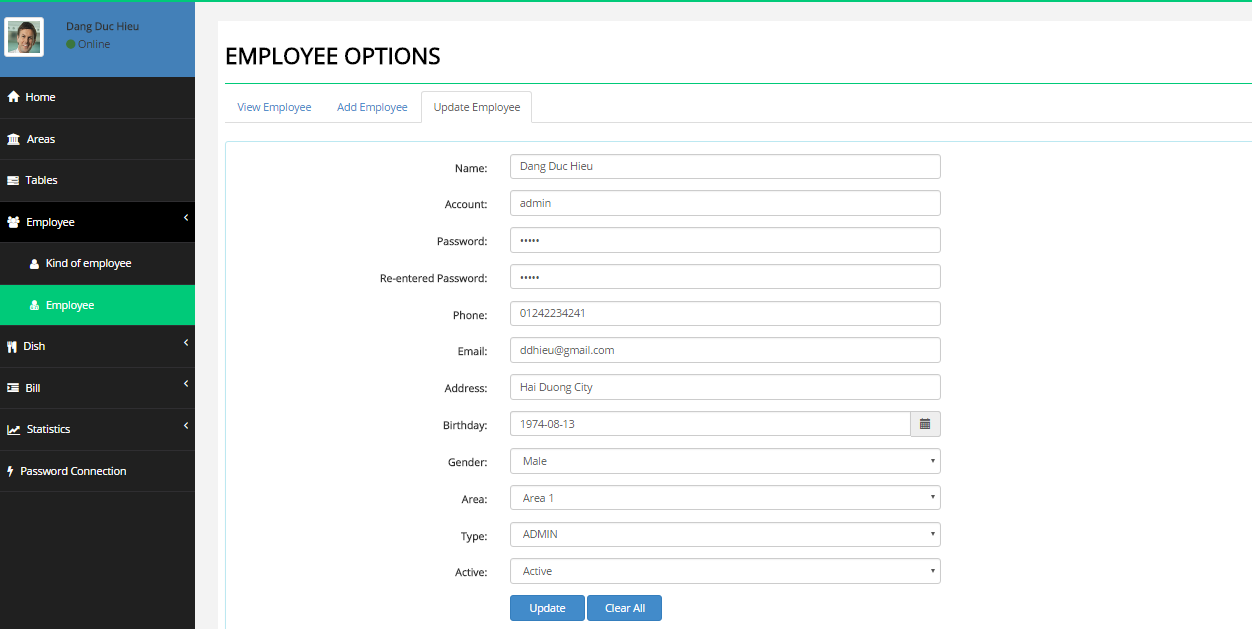 Dang Duc Hieu
Online
Home
Areas
Tables
Employee
Kind of employee
Employee
Dish
Bill
Statistics
Password Connection
EMPLOYEE OPTIONS
View Employee Add Employee Update Employee
Name: Dang Duc Hieu
Account: admin
Password: •••••
Re-entered Password: •••••
Phone: 01242234241
Email: ddhieu@gmail.com
Address: Hai Duong City
Birthday: 1974-08-13
Gender: Male
Area: Area 1
Type: ADMIN
Active: Active
Update Clear All